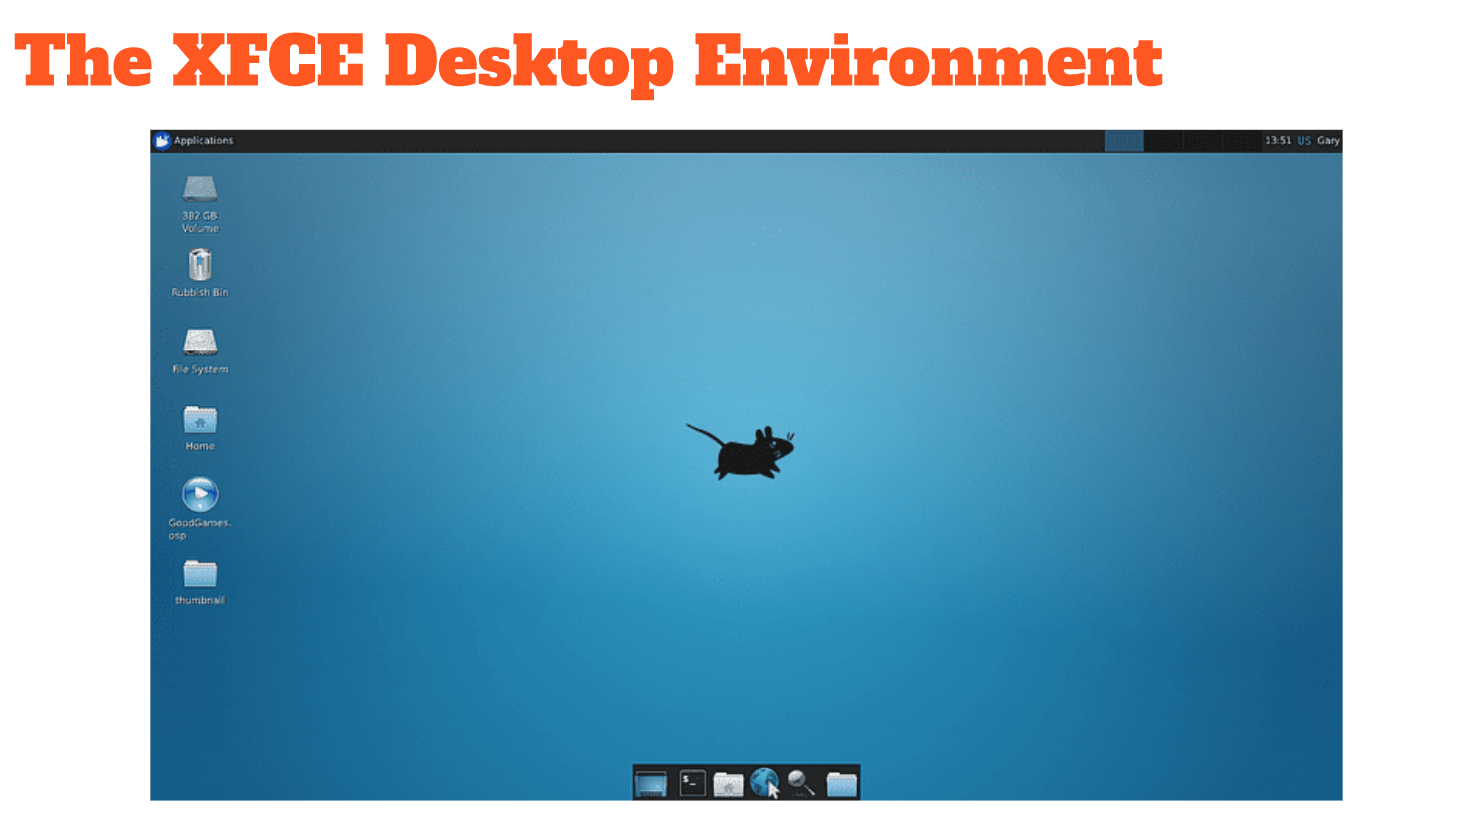 The XFCE Desktop Environment
Applications
13:51 US Gary
382 GB
Volume
Rubbish Bin
File System
Home
GoodGames.
osp
thumbnail
$_